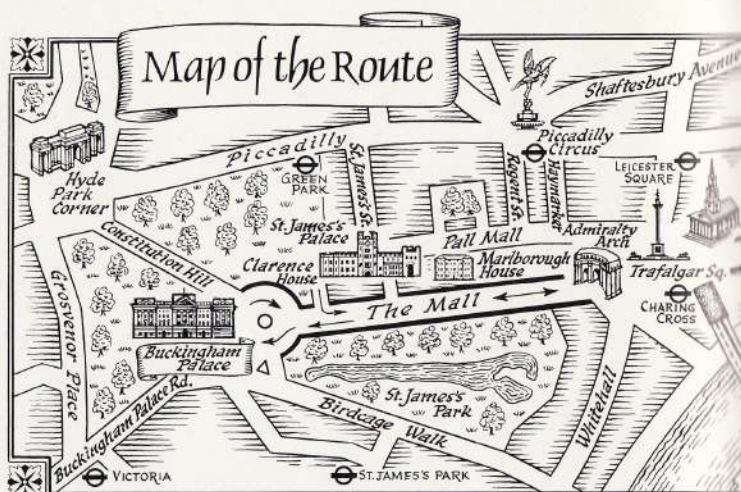 Map of the Route
Shaftesbury Avenue
Piccadilly
Circus
Piccadilly
GREEN
PARK
St. James's St.
Regent St.
Haymarket
LEICESTER
SQUARE
Hyde
Park
Corner
Constitution Hill
St. James's
Palace
Pall Mall
Admiralty
Arch
Clarence
House
Marlborough
House
Trafalgar Sq.
CHARING
CROSS
The Mall
Grosvenor Place
Buckingham
Palace
St. James's
Park
Whitehall
Buckingham Palace Rd.
Birdcage Walk
VICTORIA
ST. JAMES'S PARK